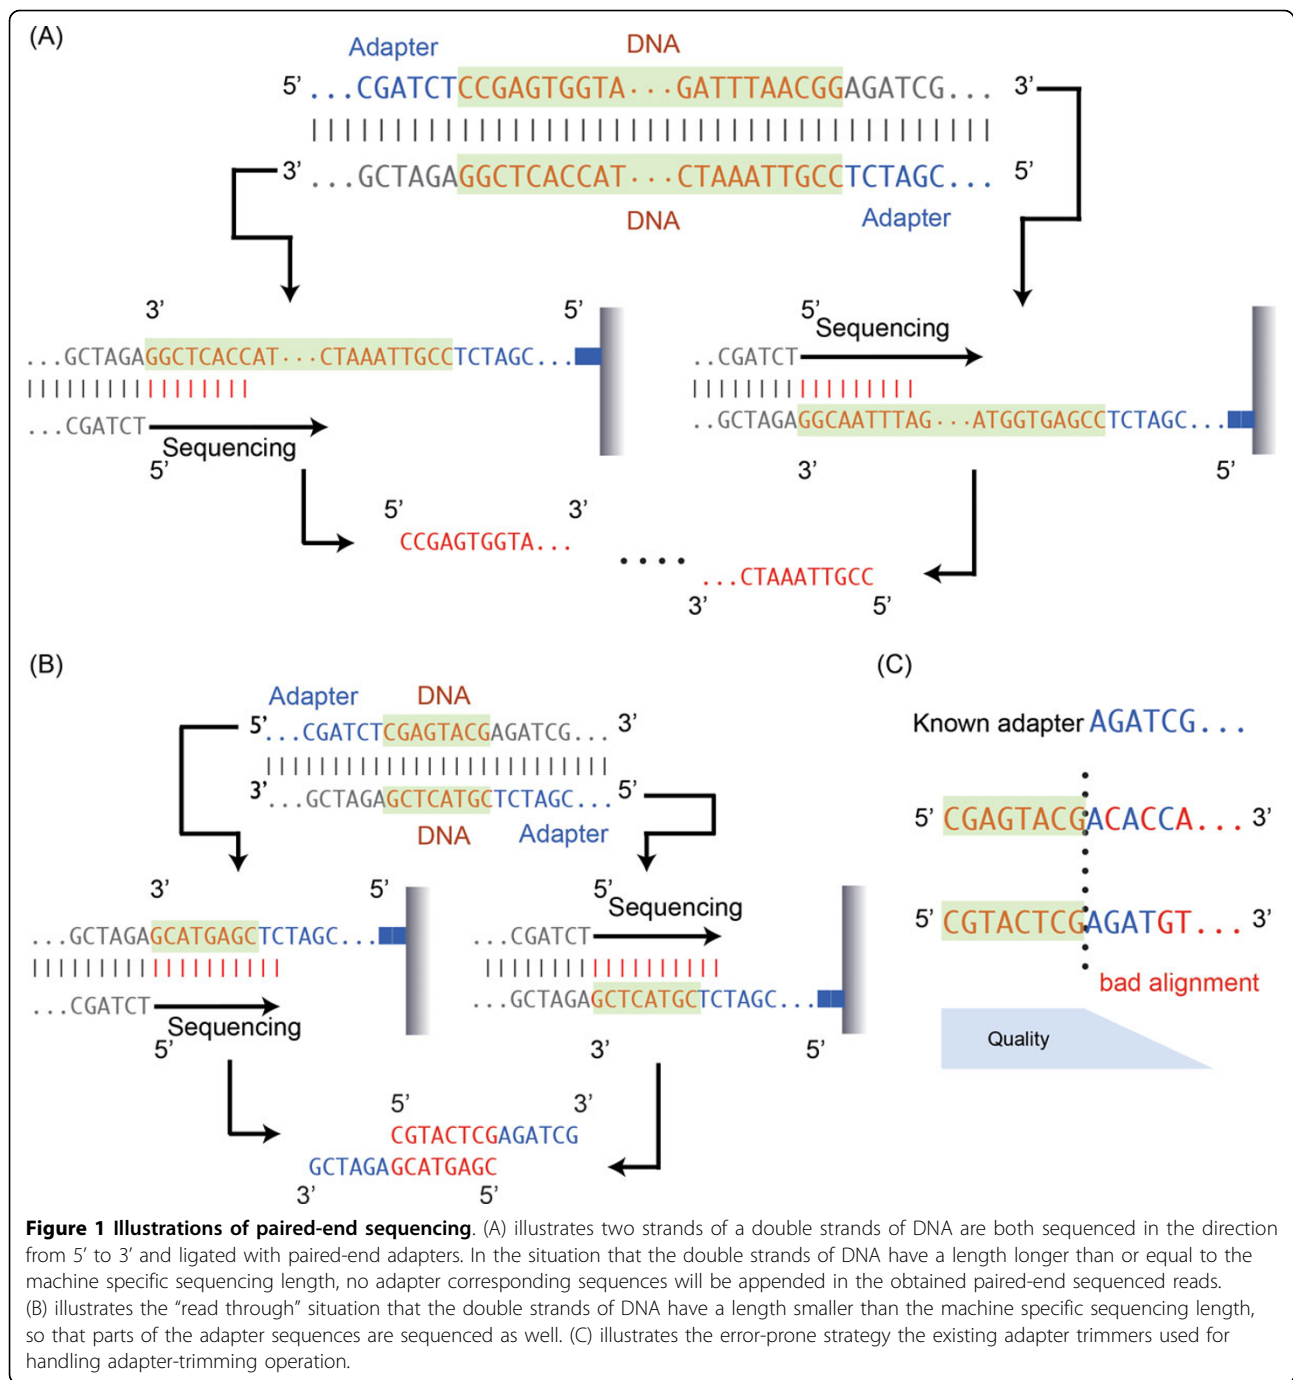 (A)
Adapter DNA
5’ ...CGATCTCCGAGTGGTA···GATTTAACGGAGATCG... 3’
3’ ...GCTAGAGGCTCACCAT···CTAAATTGCCTCTAGC... 5’
DNA Adapter
3’ 5’
...GCTAGAGGCTCACCAT···CTAAATTGCCTCTAGC...
...CGATCT
Sequencing
5’
5’
Sequencing
..CGATCT
..GCTAGAGGCAATTTAG···ATGGTGAGCCTCTAGC...
3’ 5’
5’ 3’
CCGAGTGGTA...
....
...CTAAATTGCC
3’ 5’
(B)
Adapter DNA
5’...CGATCTCGAGTACGAGATCG... 3’
3’...GCTAGAGCTCATGCTCTAGC... 5’
DNA Adapter
3’ 5’
...GCTAGAGCATGAGCTCTAGC...
...CGATCT
Sequencing
5’
5’
Sequencing
...CGATCT
...GCTAGAGCTCATGCTCTAGC...
3’ 5’
5’ 3’
CGTACTCGAGATCG
GCTAGAGCATGAGC
3’ 5’
(C)
Known adapter AGATCG...
5’ CGAGTACGACACCA... 3’
5’ CGTACTCGAGATGT... 3’
bad alignment
Quality
Figure 1 Illustrations of paired-end sequencing. (A) illustrates two strands of a double strands of DNA are both sequenced in the direction
from 5’ to 3’ and ligated with paired-end adapters. In the situation that the double strands of DNA have a length longer than or equal to the
machine specific sequencing length, no adapter corresponding sequences will be appended in the obtained paired-end sequenced reads.
(B) illustrates the “read through” situation that the double strands of DNA have a length smaller than the machine specific sequencing length,
so that parts of the adapter sequences are sequenced as well. (C) illustrates the error-prone strategy the existing adapter trimmers used for
handling adapter-trimming operation.